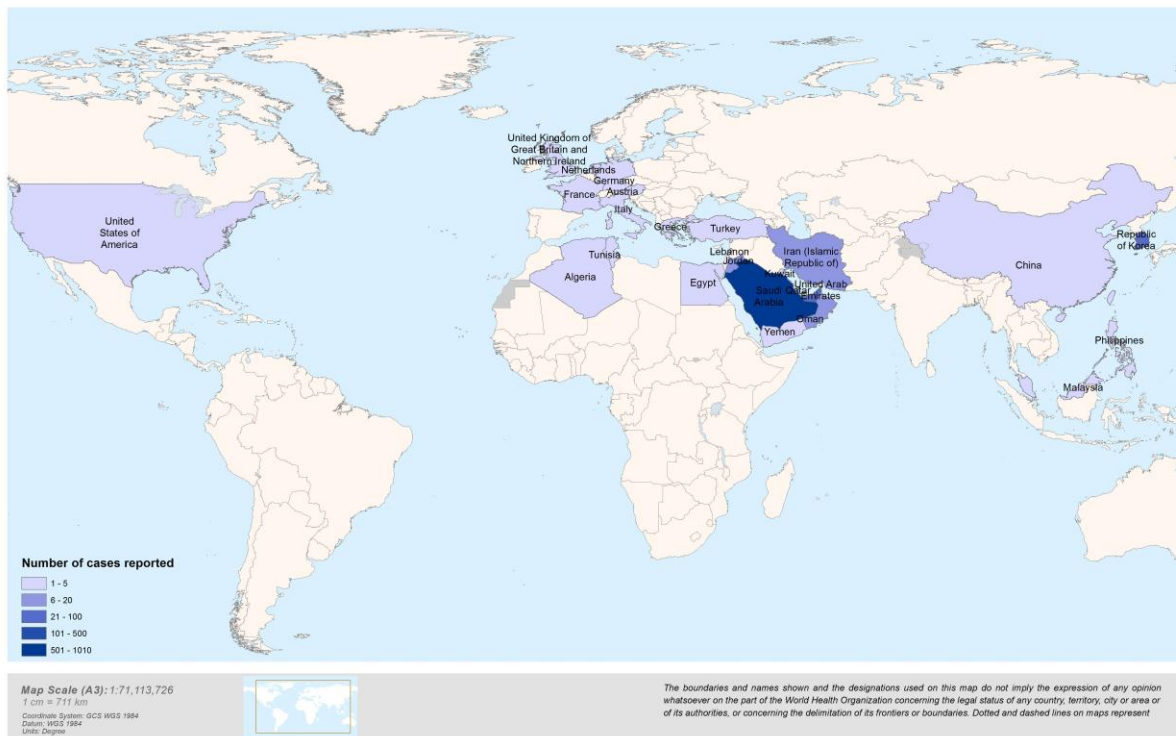 United Kingdom of
Great Britain and
Northern Ireland
Netherlands
Germany
Austria
France
Italy
Greece
Turkey
United
States of
America
Tunisia
Algeria
Egypt
Lebanon
Jordan
Iran (Islamic
Republic of)
Kuwait
Saudi
Arabia
Qatar
United Arab
Emirates
Oman
Yemen
China
Republic
of Korea
Philippines
Malaysia
Number of cases reported
1 - 5
6 - 20
21 - 100
101 - 500
501 - 1010
Map Scale (A3): 1:71,113,726
1 cm = 711 km
Coordinate System: GCS WGS 1984
Datum: WGS 1984
Units: Degree
The boundaries and names shown and the designations used on this map do not imply the expression of any opinion
whatsoever on the part of the World Health Organization concerning the legal status of any country, territory, city or area or
of its authorities, or concerning the delimitation of its frontiers or boundaries. Dotted and dashed lines on maps represent